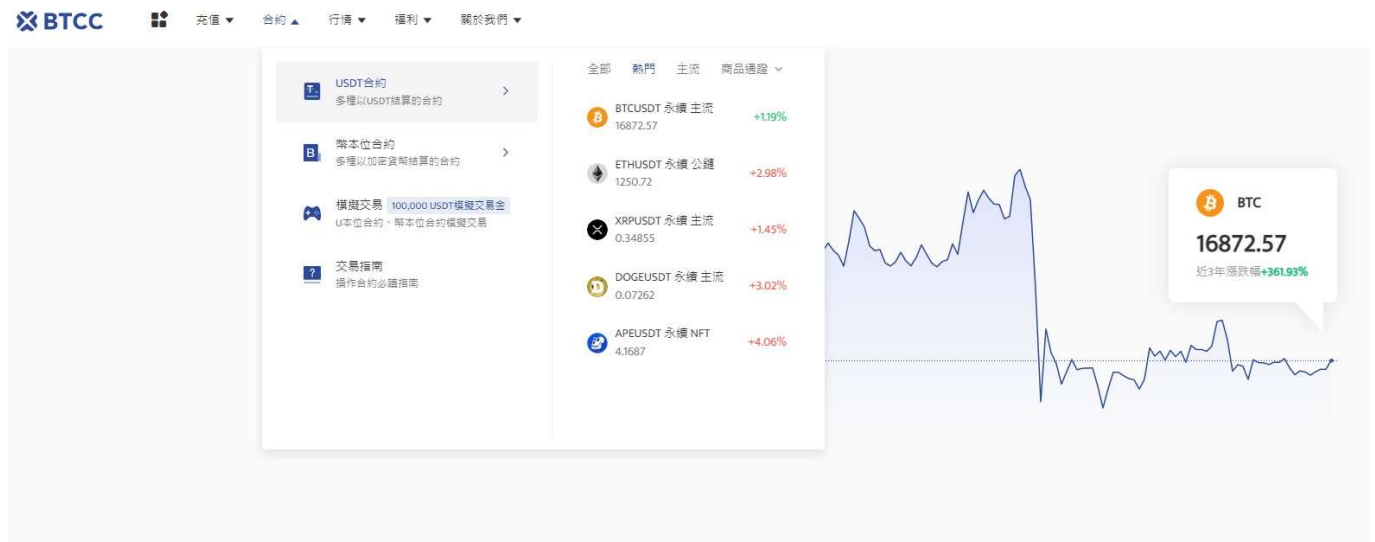 BTCC
充值 ▼
合約 ▲
行情 ▼
福利 ▼
關於我們 ▼
USDT合約
多種以USDT結算的合約
幣本位合約
多種以加密貨幣結算的合約
模擬交易 100,000 USDT模擬交易金
U本位合約、幣本位合約模擬交易
交易指南
操作合約必讀指南
全部 熱門 主流 商品通證
BTCUSDT 永續 主流
16872.57
+1.19%
ETHUSDT 永續 公鏈
1250.72
+2.98%
XRPUSDT 永續 主流
0.34855
+1.45%
DOGEUSDT 永續 主流
0.07262
+3.02%
APEUSDT 永續 NFT
4.1687
+4.06%
BTC
16872.57
近3年漲跌幅+361.93%